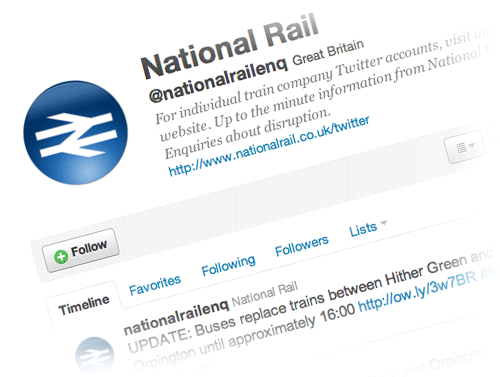 National Rail
@nationalrailenq Great Britain
For individual train company Twitter accounts, visit our
website. Up to the minute information from National
Enquiries about disruption.
http://www.nationalrail.co.uk/twitter
Follow
Timeline Favorites Following Followers Lists
nationalrailenq National Rail
UPDATE: Buses replace trains between Hither Green and
Orpington until approximately 16:00 http://ow.ly/3w7BR
and Orpington